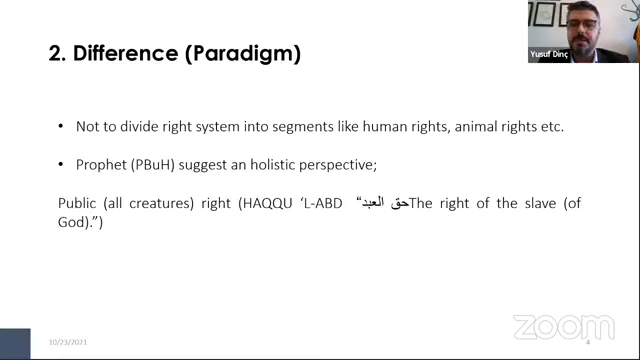 Yusuf Dinç
2. Difference (Paradigm)
• Not to divide right system into segments like human rights, animal rights etc.
• Prophet (PBuH) suggest an holistic perspective;
Public (all creatures) right (HAQQU ‘L-ABD “حق العبدThe right of the slave (of
God).”)
10/23/2021
4
zoom